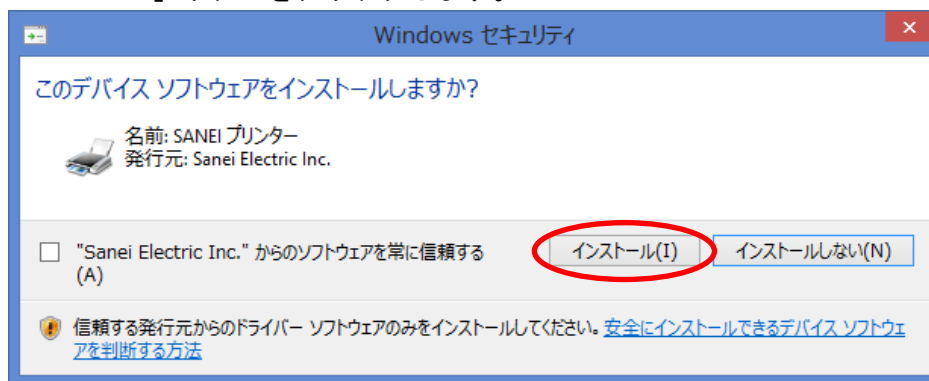 Windows セキュリティ
このデバイス ソフトウェアをインストールしますか?
名前: SANEI プリンター
発行元: Sanei Electric Inc.
"Sanei Electric Inc." からのソフトウェアを常に信頼する
(A)
インストール(I)
インストールしない(N)
信頼する発行元からのドライバー ソフトウェアのみをインストールしてください。安全にインストールできるデバイス ソフトウェ
アを判断する方法